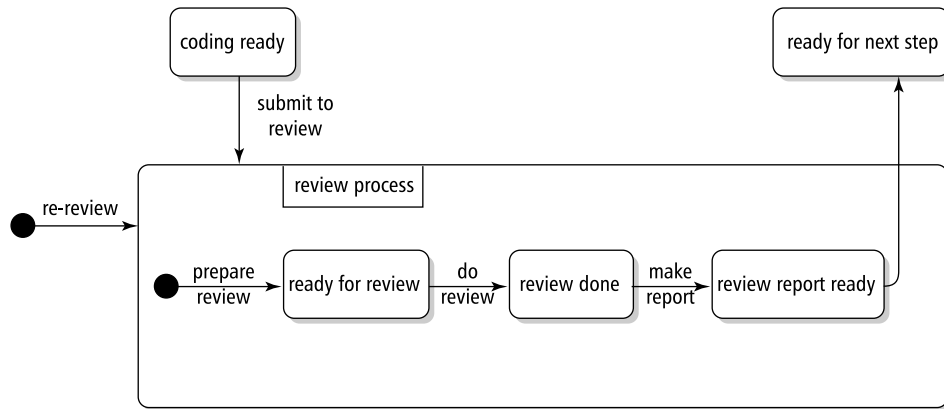 coding ready
ready for next step
submit to
review
review process
re-review
prepare
review
ready for review
do
review
review done
make
report
review report ready